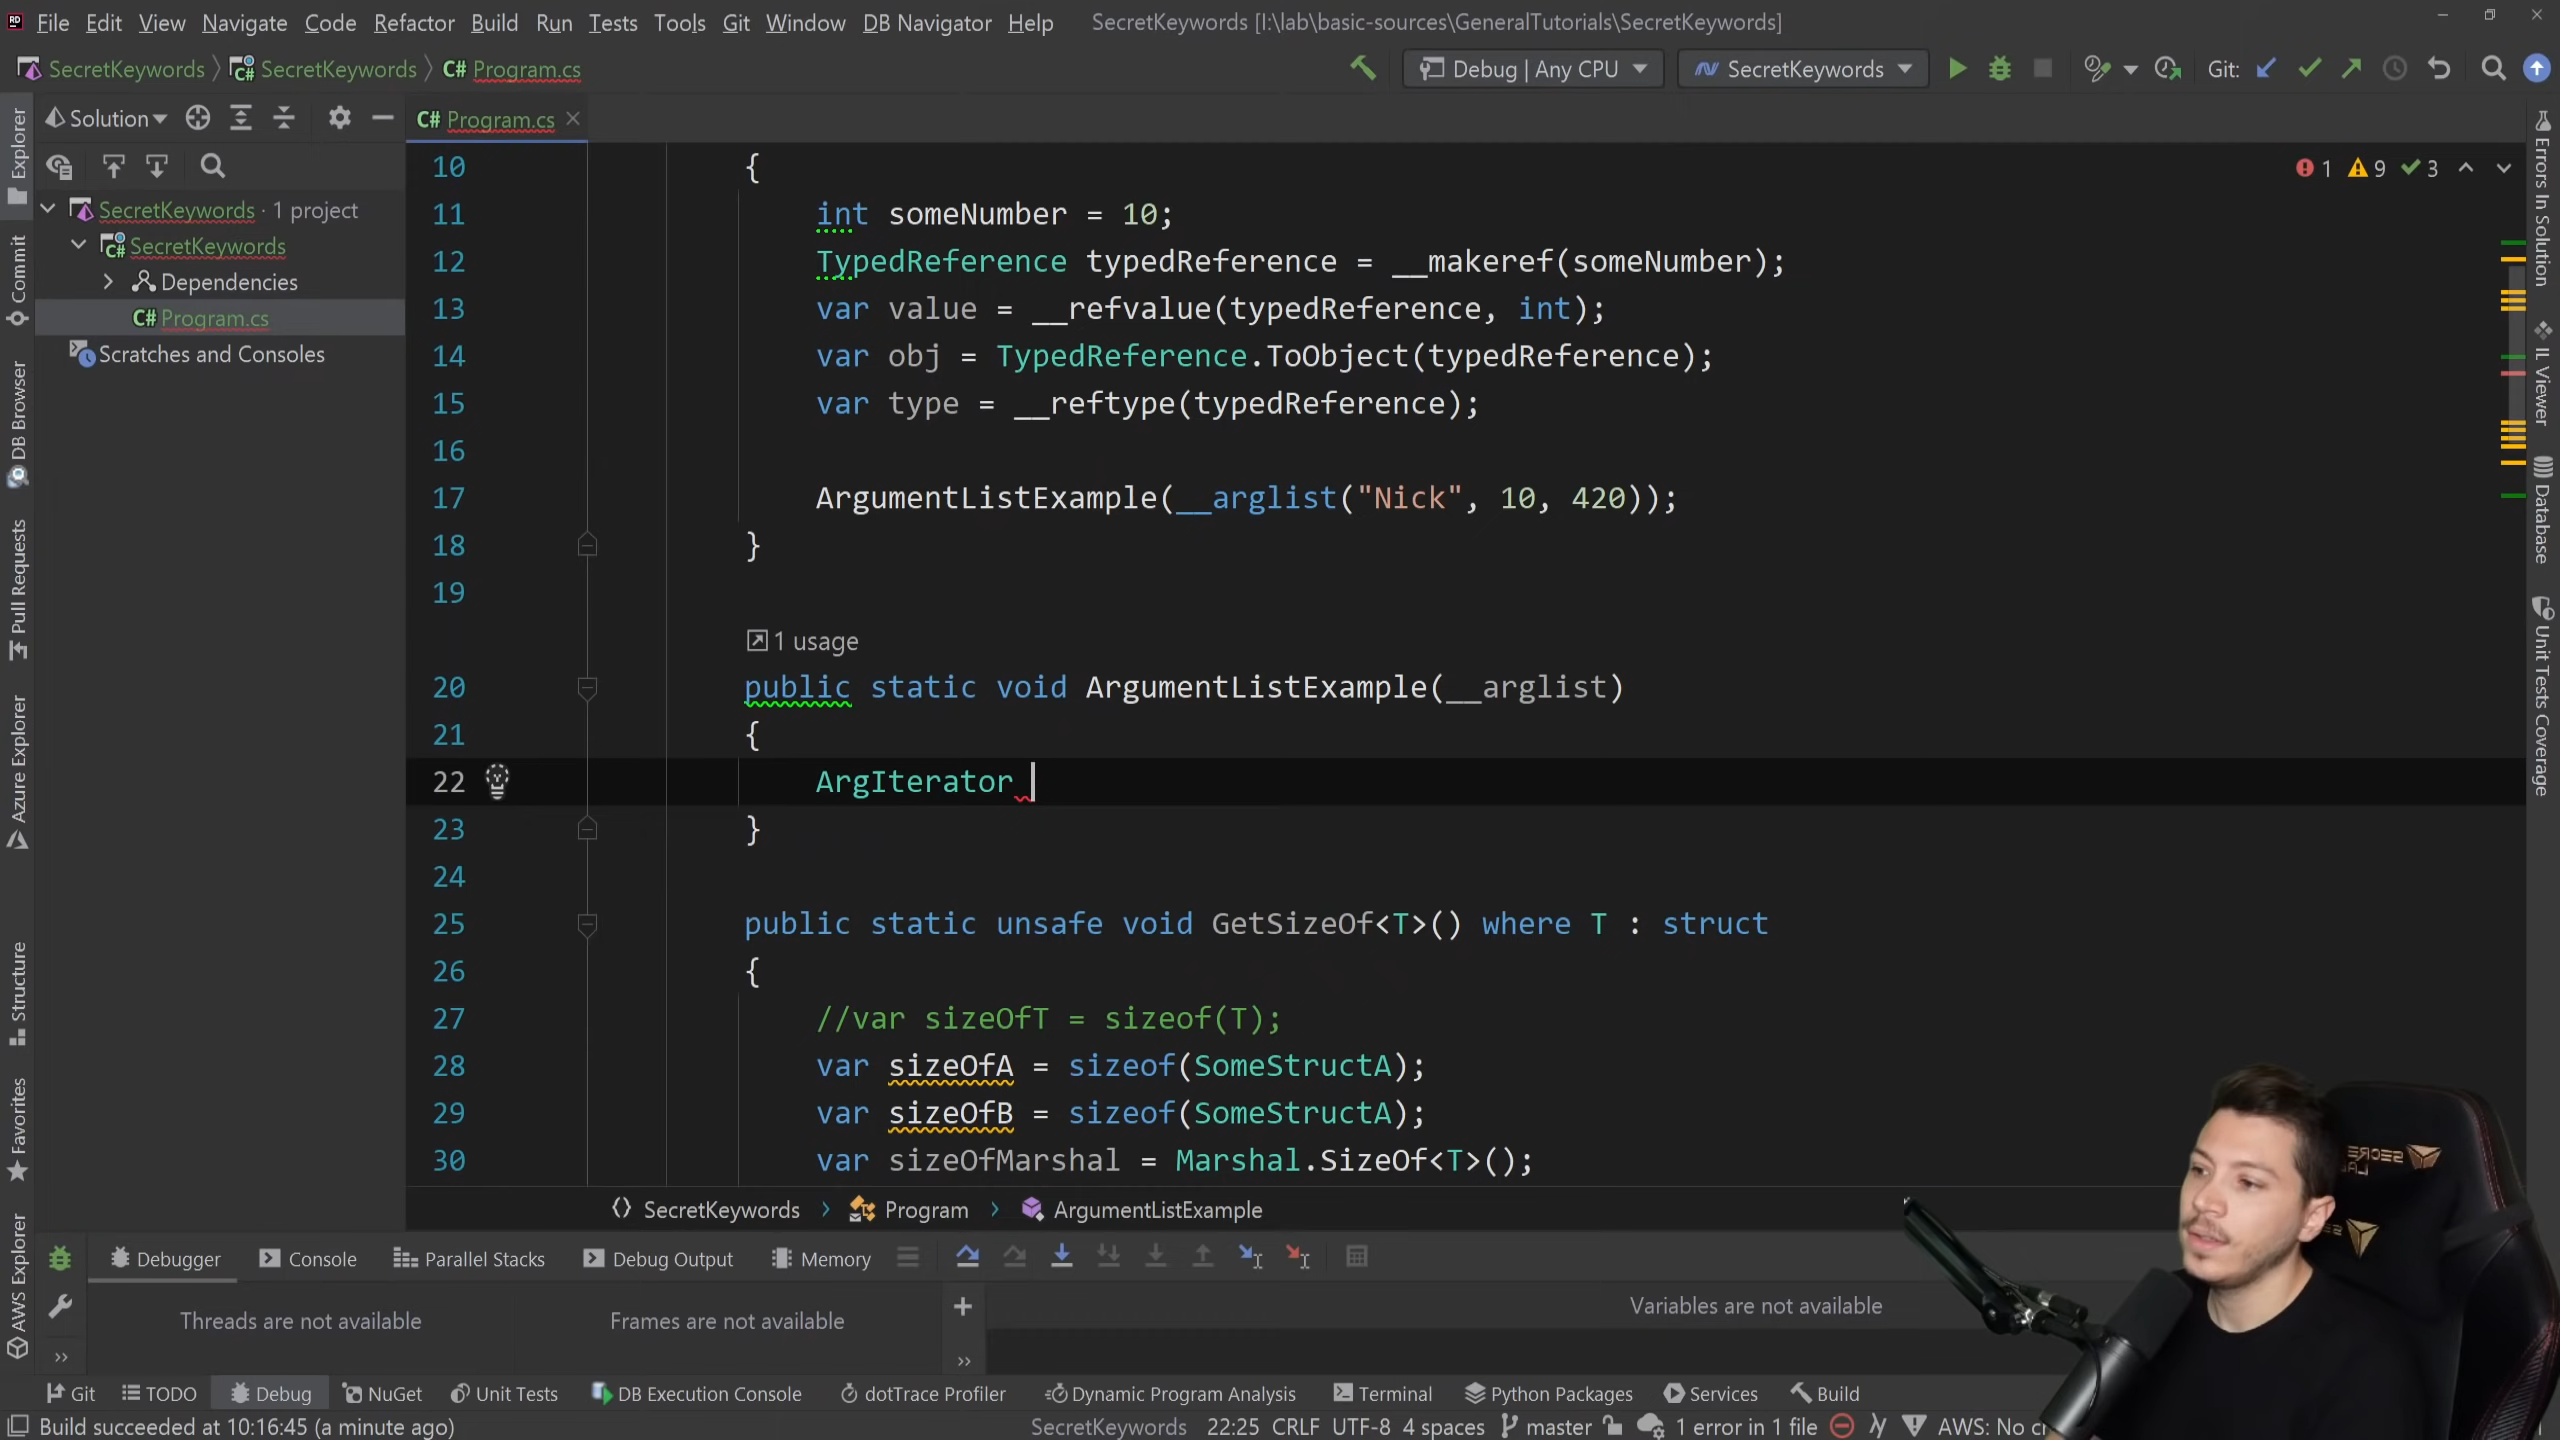 File Edit View Navigate Code Refactor Build Run Tests Tools Git Window DB Navigator Help SecretKeywords [I:\lab\basic-sources\GeneralTutorials\SecretKeywords]
SecretKeywords SecretKeywords C# Program.cs Debug | Any CPU SecretKeywords Git:
Solution C# Program.cs
SecretKeywords · 1 project
SecretKeywords
Dependencies
C# Program.cs
Scratches and Consoles
Explorer
Commit
DB Browser
Pull Requests
Azure Explorer
Structure
Favorites
AWS Explorer
1 9 3
10 {
11 int someNumber = 10;
12 TypedReference typedReference = __makeref(someNumber);
13 var value = __refvalue(typedReference, int);
14 var obj = TypedReference.ToObject(typedReference);
15 var type = __reftype(typedReference);
16
17 ArgumentListExample(__arglist("Nick", 10, 420));
18 }
19
1 usage
20 public static void ArgumentListExample(__arglist)
21 {
22 ArgIterator
23 }
24
25 public static unsafe void GetSizeOf<T>() where T : struct
26 {
27 //var sizeOfT = sizeof(T);
28 var sizeOfA = sizeof(SomeStructA);
29 var sizeOfB = sizeof(SomeStructA);
30 var sizeOfMarshal = Marshal.SizeOf<T>();
Errors In Solution
IL Viewer
Database
Unit Tests Coverage
SecretKeywords Program ArgumentListExample
Debugger Console Parallel Stacks Debug Output Memory
Threads are not available Frames are not available Variables are not available
Git TODO Debug NuGet Unit Tests DB Execution Console dotTrace Profiler Dynamic Program Analysis Terminal Python Packages Services Build
Build succeeded at 10:16:45 (a minute ago) SecretKeywords 22:25 CRLF UTF-8 4 spaces master 1 error in 1 file AWS: No